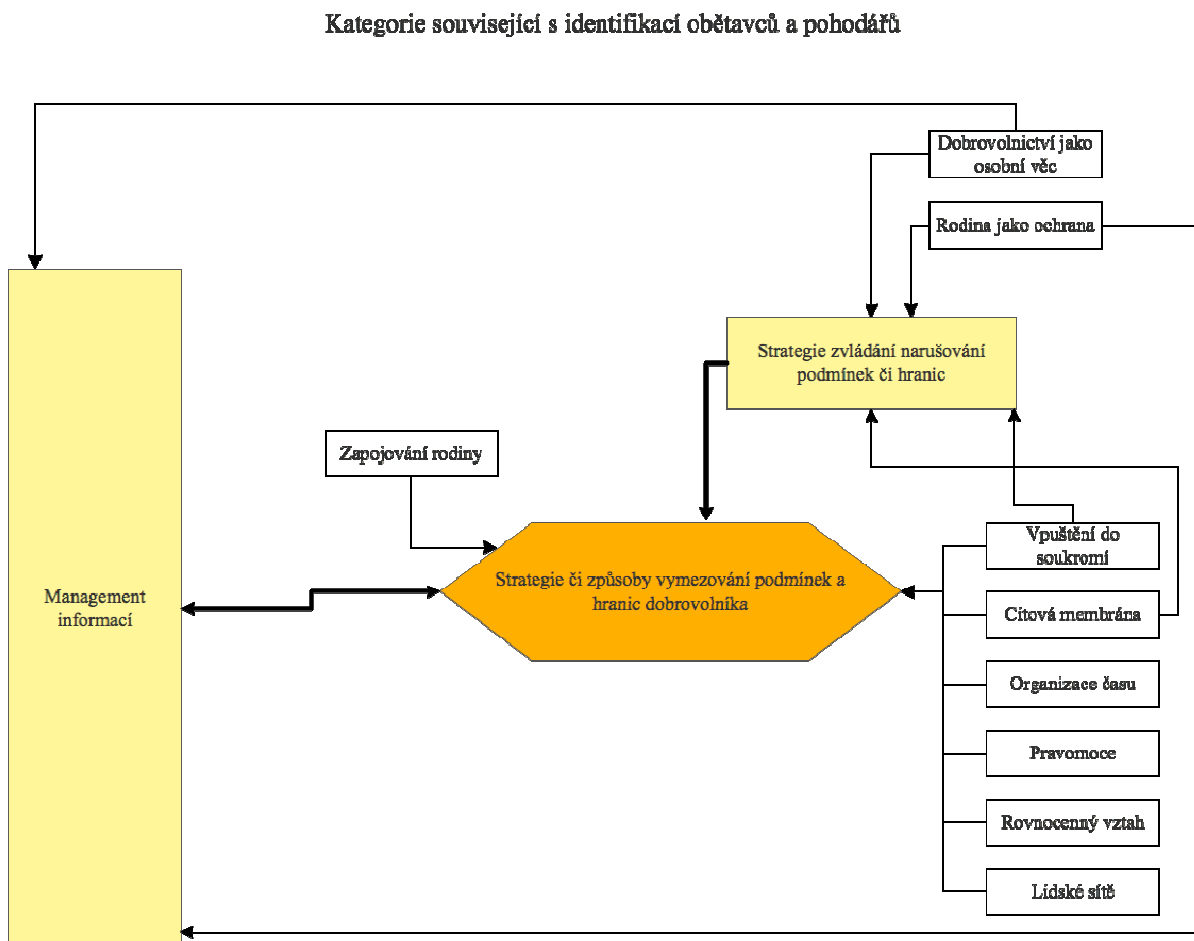 Kategorie související s identifikací obětavců a pohodářů
Dobrovolnictví jako
osobní věc
Rodina jako ochrana
Strategie zvládání narušování
podmínek či hranic
Zapojování rodiny
Vpuštění do
soukromí
Strategie či způsoby vymezování podmínek a
hranic dobrovolníka
Management
informací
Citová membrána
Organizace času
Pravomoce
Rovnocenný vztah
Lidské sítě